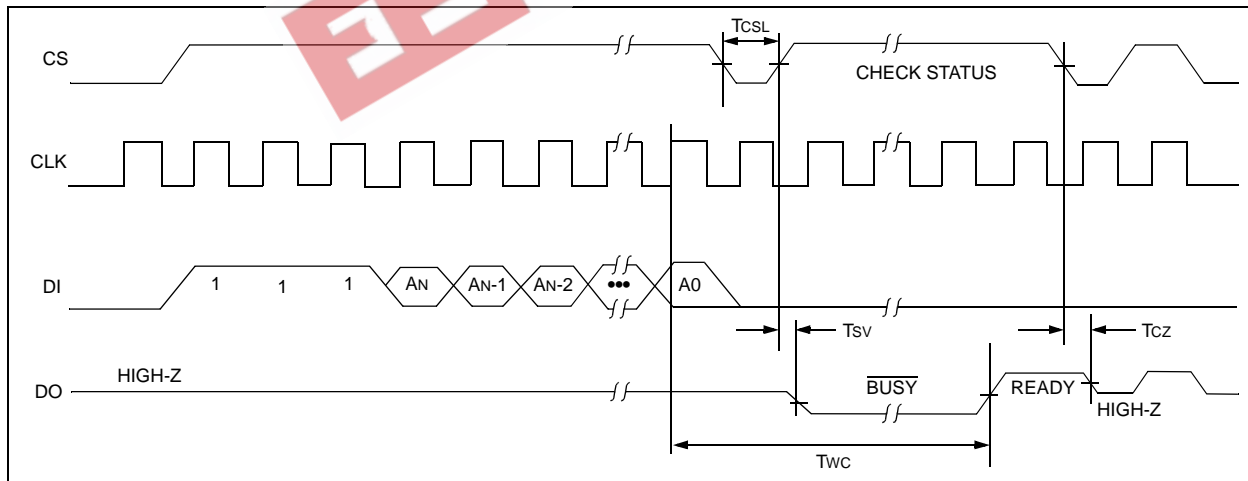 TCSL
CS
CHECK STATUS
CLK
DI
1 1 1 AN AN-1 AN-2 ••• A0
TSV
TCZ
DO
HIGH-Z
BUSY
READY
HIGH-Z
TWC